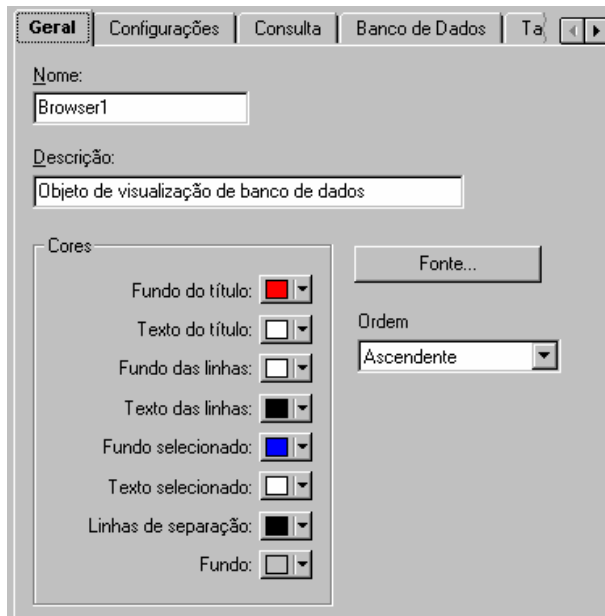 Geral Configurações Consulta Banco de Dados Ta
Nome:
Browser1
Descrição:
Objeto de visualização de banco de dados
Cores
Fundo do título:
Texto do título:
Fundo das linhas:
Texto das linhas:
Fundo selecionado:
Texto selecionado:
Linhas de separação:
Fundo:
Fonte...
Ordem
Ascendente